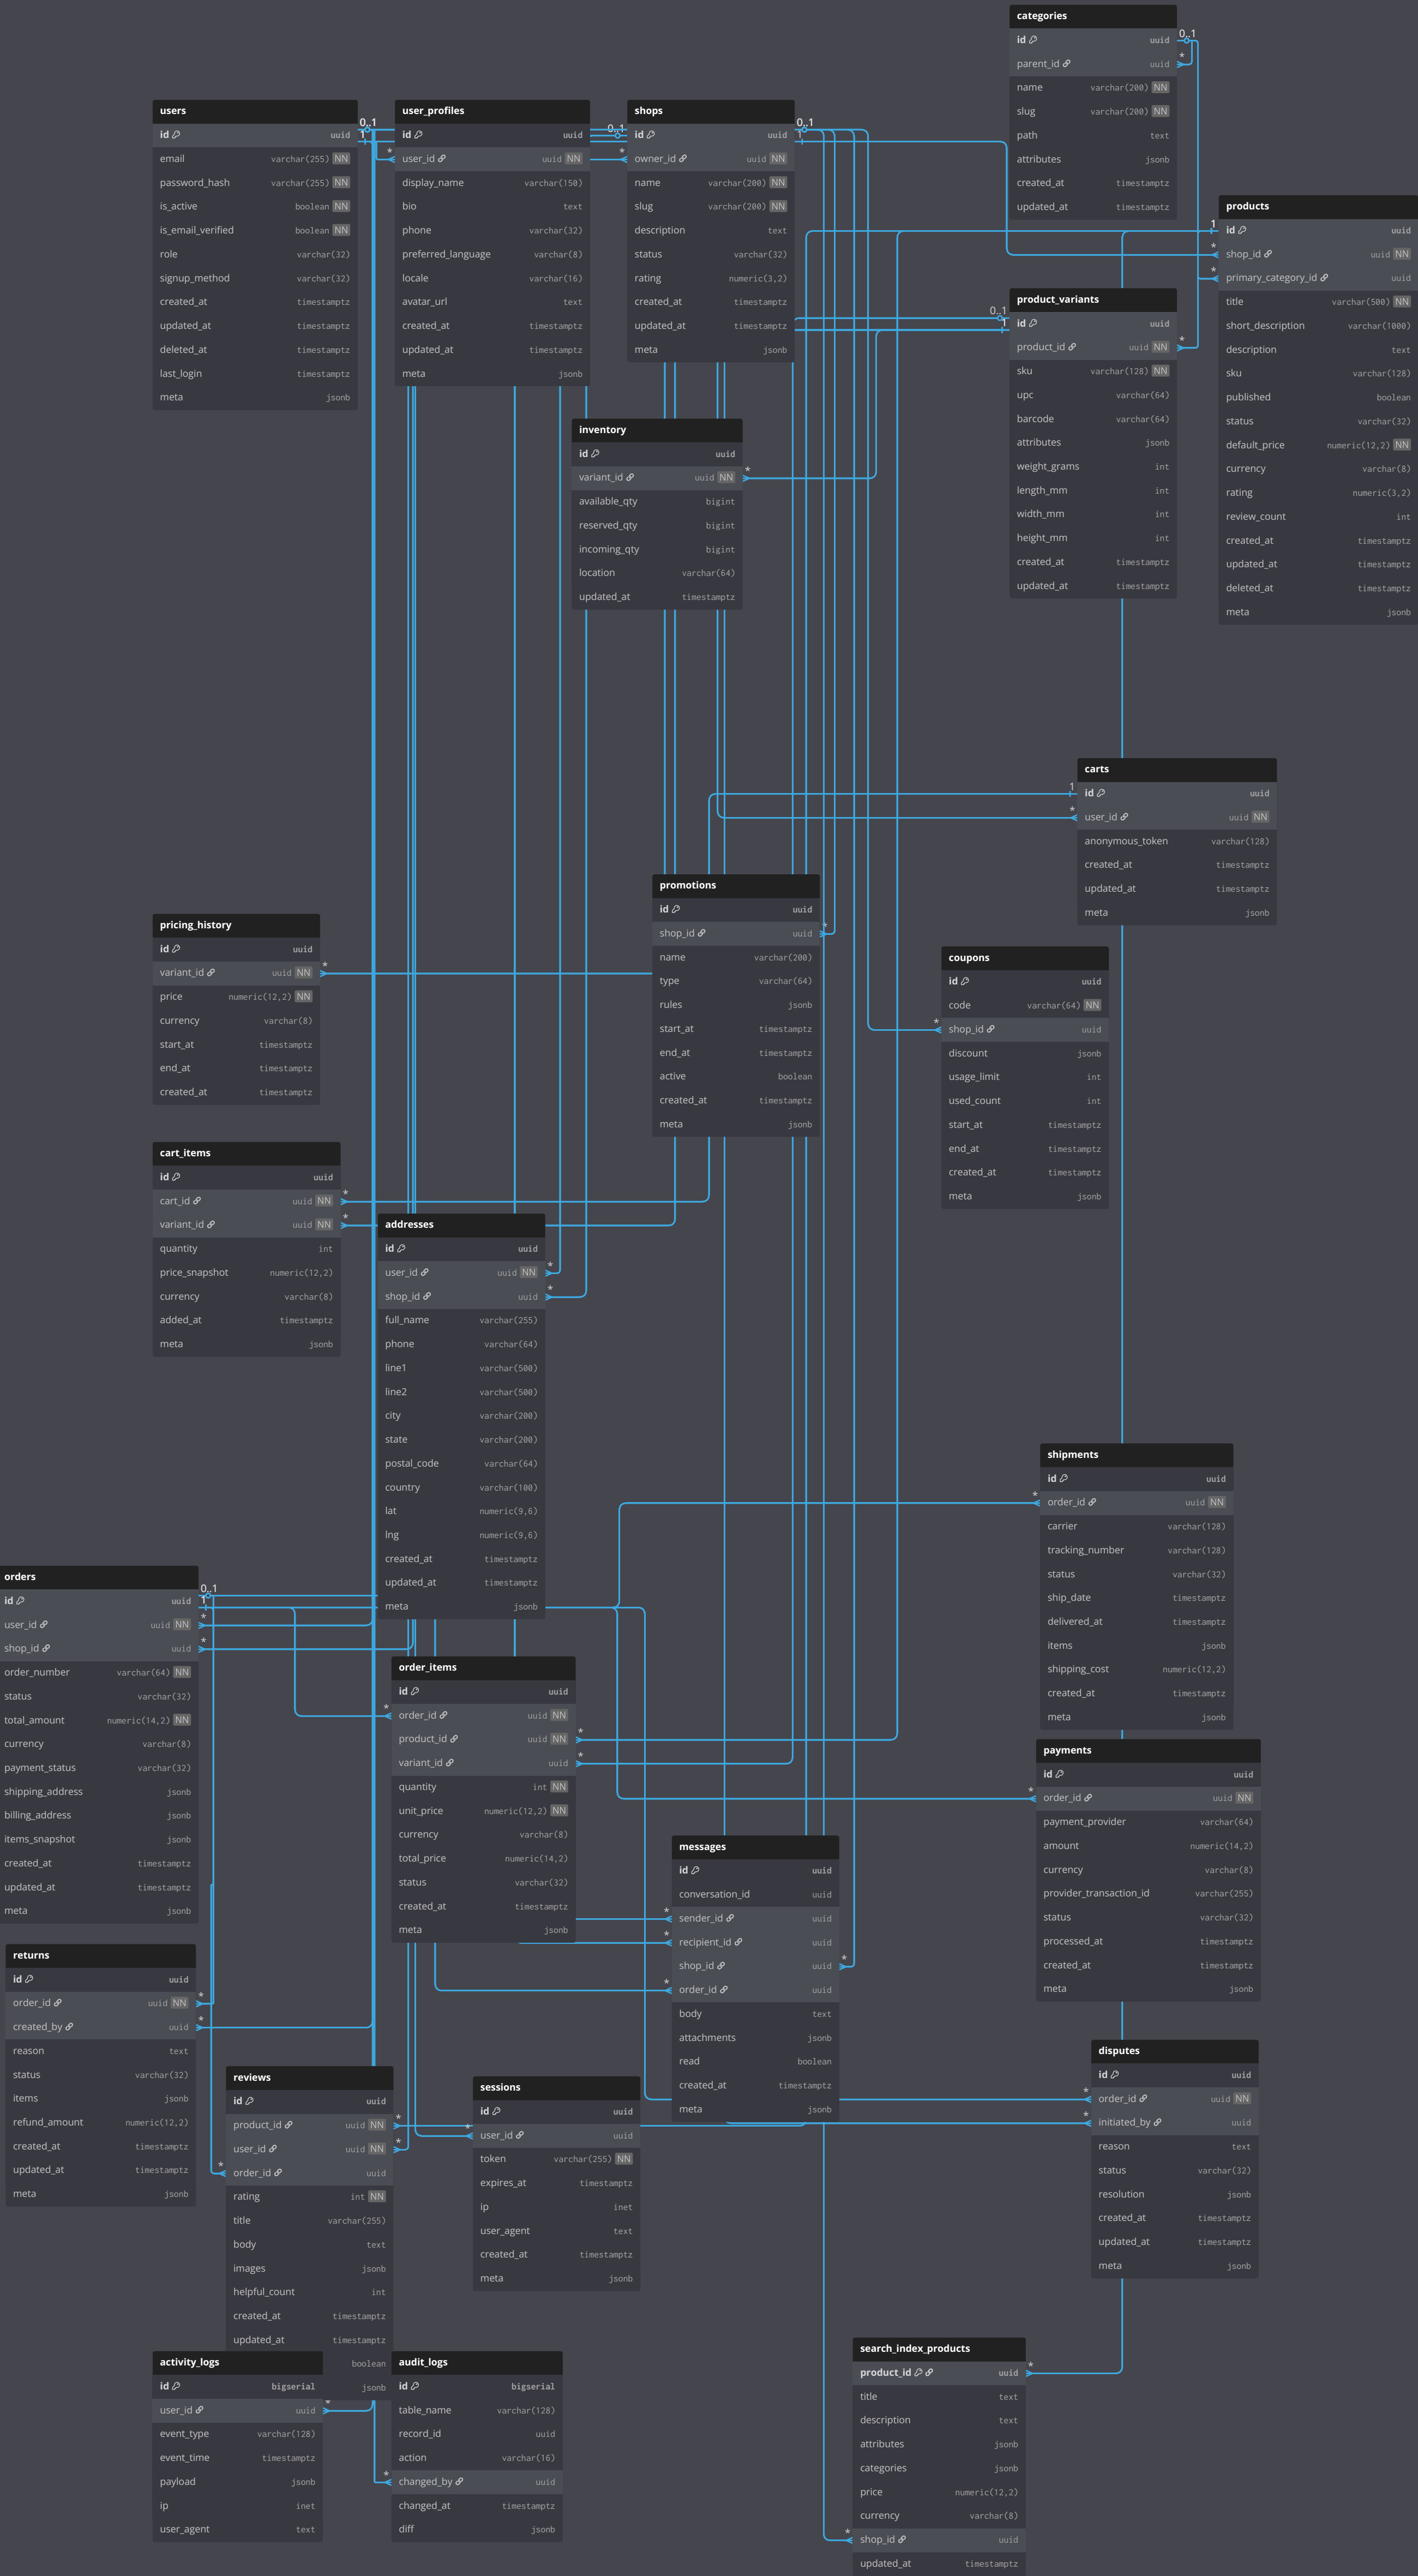 categories
id uuid
parent_id uuid
name varchar(200) NN
slug varchar(200) NN
path text
attributes jsonb
created_at timestamptz
updated_at timestamptz
0..1
*
users
id uuid
email varchar(255) NN
password_hash varchar(255) NN
is_active boolean NN
is_email_verified boolean NN
role varchar(32)
signup_method varchar(32)
created_at timestamptz
updated_at timestamptz
deleted_at timestamptz
last_login timestamptz
meta jsonb
0..1
1
*
user_profiles
id uuid
user_id uuid NN
display_name varchar(150)
bio text
phone varchar(32)
preferred_language varchar(8)
locale varchar(16)
avatar_url text
created_at timestamptz
updated_at timestamptz
meta jsonb
0..1
*
shops
id uuid
owner_id uuid NN
name varchar(200) NN
slug varchar(200) NN
description text
status varchar(32)
rating numeric(3,2)
created_at timestamptz
updated_at timestamptz
meta jsonb
0..1
1
products
id uuid
shop_id uuid NN
primary_category_id uuid
title varchar(500) NN
short_description varchar(1000)
description text
sku varchar(128)
published boolean
status varchar(32)
default_price numeric(12,2) NN
currency varchar(8)
rating numeric(3,2)
review_count int
created_at timestamptz
updated_at timestamptz
deleted_at timestamptz
meta jsonb
1
*
*
product_variants
id uuid
product_id uuid NN
sku varchar(128) NN
upc varchar(64)
barcode varchar(64)
attributes jsonb
weight_grams int
length_mm int
width_mm int
height_mm int
created_at timestamptz
updated_at timestamptz
0..1
1
*
inventory
id uuid
variant_id uuid NN
available_qty bigint
reserved_qty bigint
incoming_qty bigint
location varchar(64)
updated_at timestamptz
*
carts
id uuid
user_id uuid NN
anonymous_token varchar(128)
created_at timestamptz
updated_at timestamptz
meta jsonb
1
*
promotions
id uuid
shop_id uuid
name varchar(200)
type varchar(64)
rules jsonb
start_at timestamptz
end_at timestamptz
active boolean
created_at timestamptz
meta jsonb
*
pricing_history
id uuid
variant_id uuid NN
price numeric(12,2) NN
currency varchar(8)
start_at timestamptz
end_at timestamptz
created_at timestamptz
*
coupons
id uuid
code varchar(64) NN
shop_id uuid
discount jsonb
usage_limit int
used_count int
start_at timestamptz
end_at timestamptz
created_at timestamptz
meta jsonb
*
cart_items
id uuid
cart_id uuid NN
variant_id uuid NN
quantity int
price_snapshot numeric(12,2)
currency varchar(8)
added_at timestamptz
meta jsonb
*
*
addresses
id uuid
user_id uuid NN
shop_id uuid
full_name varchar(255)
phone varchar(64)
line1 varchar(500)
line2 varchar(500)
city varchar(200)
state varchar(200)
postal_code varchar(64)
country varchar(100)
lat numeric(9,6)
lng numeric(9,6)
created_at timestamptz
updated_at timestamptz
meta jsonb
*
*
shipments
id uuid
order_id uuid NN
carrier varchar(128)
tracking_number varchar(128)
status varchar(32)
ship_date timestamptz
delivered_at timestamptz
items jsonb
shipping_cost numeric(12,2)
created_at timestamptz
meta jsonb
*
orders
id uuid
user_id uuid NN
shop_id uuid
order_number varchar(64) NN
status varchar(32)
total_amount numeric(14,2) NN
currency varchar(8)
payment_status varchar(32)
shipping_address jsonb
billing_address jsonb
items_snapshot jsonb
created_at timestamptz
updated_at timestamptz
meta jsonb
0..1
1
*
*
order_items
id uuid
order_id uuid NN
product_id uuid NN
variant_id uuid
quantity int NN
unit_price numeric(12,2) NN
currency varchar(8)
total_price numeric(14,2)
status varchar(32)
created_at timestamptz
meta jsonb
*
*
*
payments
id uuid
order_id uuid NN
payment_provider varchar(64)
amount numeric(14,2)
currency varchar(8)
provider_transaction_id varchar(255)
status varchar(32)
processed_at timestamptz
created_at timestamptz
meta jsonb
*
messages
id uuid
conversation_id uuid
sender_id uuid
recipient_id uuid
shop_id uuid
order_id uuid
body text
attachments jsonb
read boolean
created_at timestamptz
meta jsonb
*
*
*
*
returns
id uuid
order_id uuid NN
created_by uuid
reason text
status varchar(32)
items jsonb
refund_amount numeric(12,2)
created_at timestamptz
updated_at timestamptz
meta jsonb
*
*
disputes
id uuid
order_id uuid NN
initiated_by uuid
reason text
status varchar(32)
resolution jsonb
created_at timestamptz
updated_at timestamptz
meta jsonb
*
*
reviews
id uuid
product_id uuid NN
user_id uuid NN
order_id uuid
rating int NN
title varchar(255)
body text
images jsonb
helpful_count int
created_at timestamptz
updated_at timestamptz
boolean
jsonb
*
*
*
sessions
id uuid
user_id uuid
token varchar(255) NN
expires_at timestamptz
ip inet
user_agent text
created_at timestamptz
meta jsonb
*
activity_logs
id bigserial
user_id uuid
event_type varchar(128)
event_time timestamptz
payload jsonb
ip inet
user_agent text
*
audit_logs
id bigserial
table_name varchar(128)
record_id uuid
action varchar(16)
changed_by uuid
changed_at timestamptz
diff jsonb
*
search_index_products
product_id uuid
title text
description text
attributes jsonb
categories jsonb
price numeric(12,2)
currency varchar(8)
shop_id uuid
updated_at timestamptz
*
*